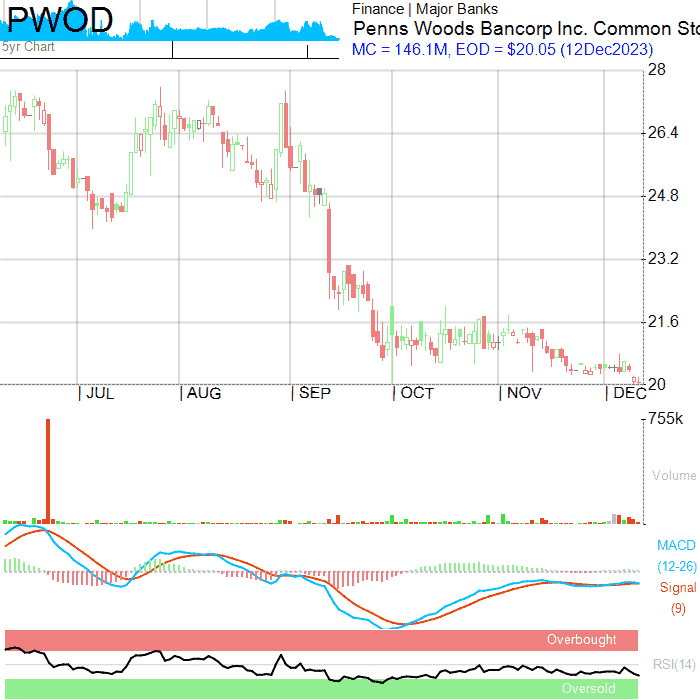 PWOD
5yr Chart
Finance | Major Banks
Penns Woods Bancorp Inc. Common Sto
MC = 146.1M, EOD = $20.05 (12Dec2023)
28
26.4
24.8
23.2
21.6
20
JUL
AUG
SEP
OCT
NOV
DEC
755k
Volume
MACD
(12-26)
Signal
(9)
Overbought
RSI(14)
Oversold